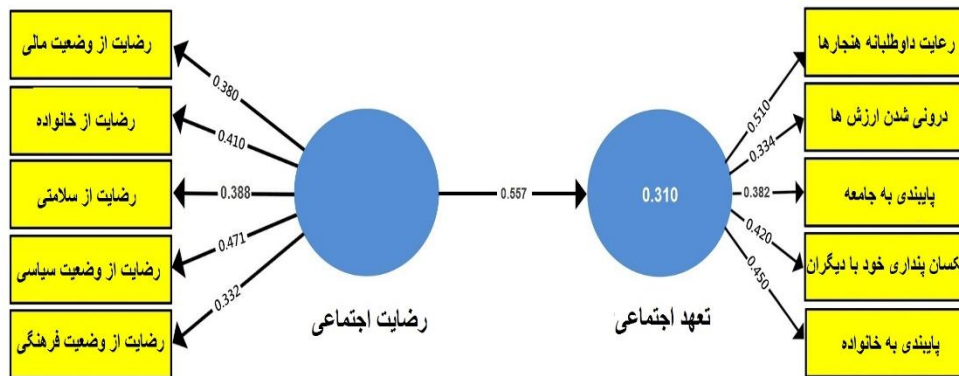 رضایت از وضعیت مالی
رضایت از خانواده
رضایت از سلامتی
رضایت از وضعیت سیاسی
رضایت از وضعیت فرهنگی
0.380
0.410
0.388
0.471
0.332
رضایت اجتماعی
0.557
0.310
تعهد اجتماعی
0.510
0.334
0.382
0.420
0.450
رعایت داوطلبانه هنجارها
درونی شدن ارزش ها
پایبندی به جامعه
یکسان پنداری خود با دیگران
پایبندی به خانواده